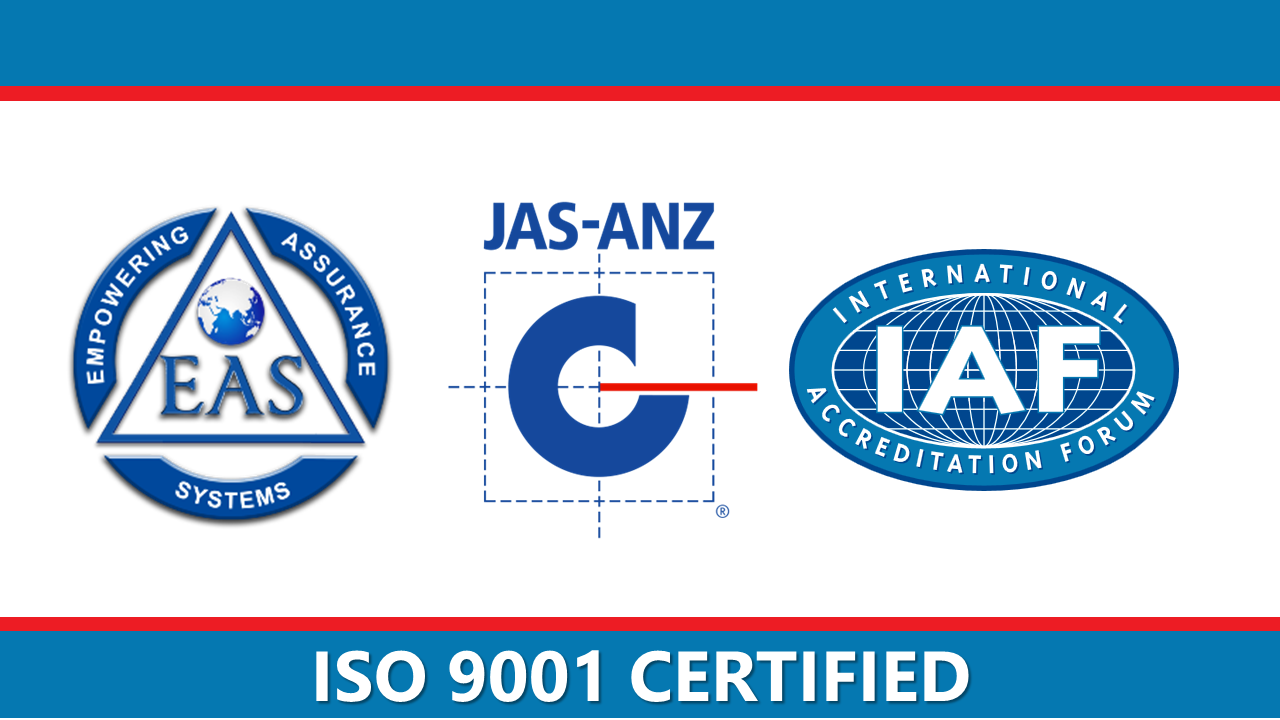 EMPOWERING
ASSURANCE
EAS
SYSTEMS
JAS-ANZ
®
INTERNATIONAL
IAF
ACCREDITATION FORUM
ISO 9001 CERTIFIED